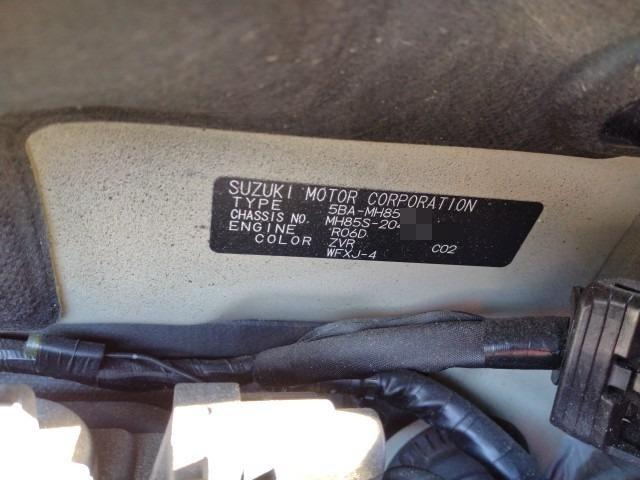 SUZUKI MOTOR CORPORATION
TYPE 5BA-MH85
CHASSIS NO. MH85S-20
ENGINE R06D
COLOR ZVR C02
WFXJ-4